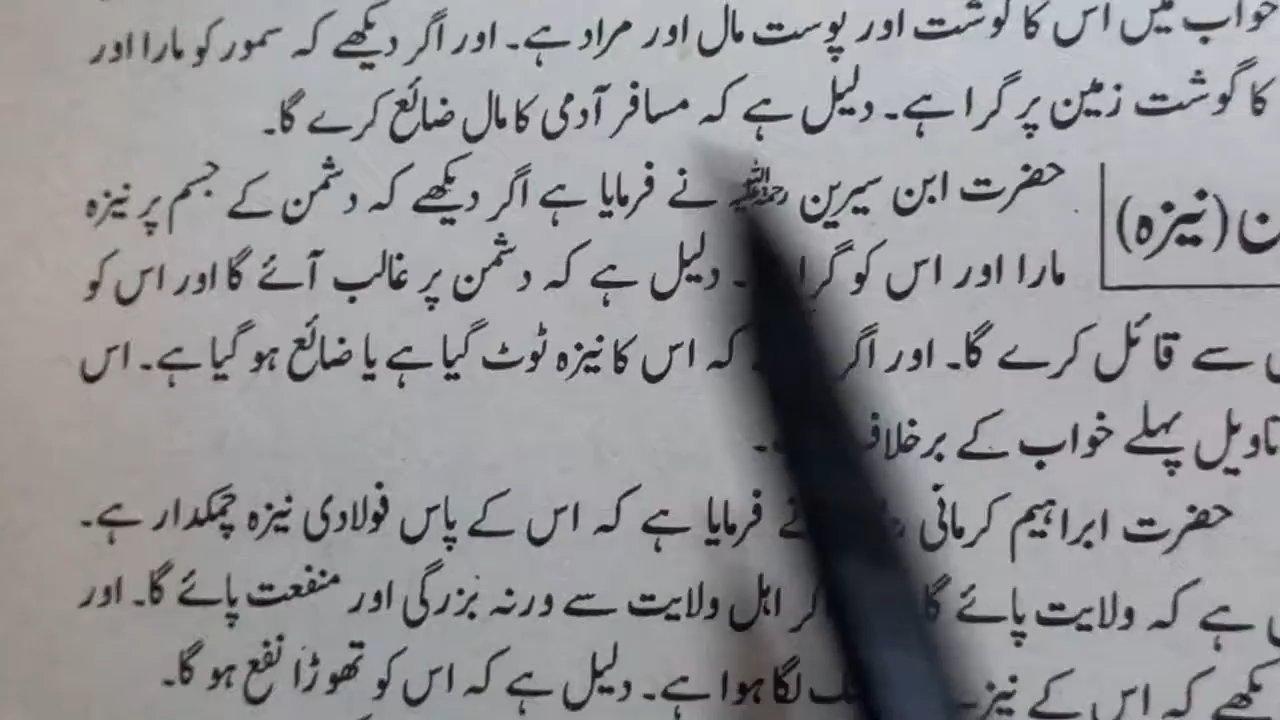 خواب میں اس کا گوشت اور پوست مال اور مراد ہے۔ اور اگر دیکھے کہ سمور کو مارا اور
کا گوشت زمین پر گرا ہے۔ دلیل ہے کہ مسافر آدمی کا مال ضائع کرے گا۔
ن (نیزہ) حضرت ابن سیرین رحمۃ اللہ علیہ نے فرمایا ہے اگر دیکھے کہ دشمن کے جسم پر نیزہ
مارا اور اس کو گرا دلیل ہے کہ دشمن پر غالب آئے گا اور اس کو
سے قائل کرے گا۔ اور اگر کہ اس کا نیزہ ٹوٹ گیا ہے یا ضائع ہو گیا ہے۔ اس
تاویل پہلے خواب کے برخلاف
حضرت ابراہیم کرمانی نے فرمایا ہے کہ اس کے پاس فولادی نیزہ چمکدار ہے۔
ہے کہ ولایت پائے گا اہل ولایت سے ورنہ بزرگی اور منفعت پائے گا۔ اور
دیکھے کہ اس کے لگا ہوا ہے۔ دلیل ہے کہ اس کو تھوڑا نفع ہو گا۔